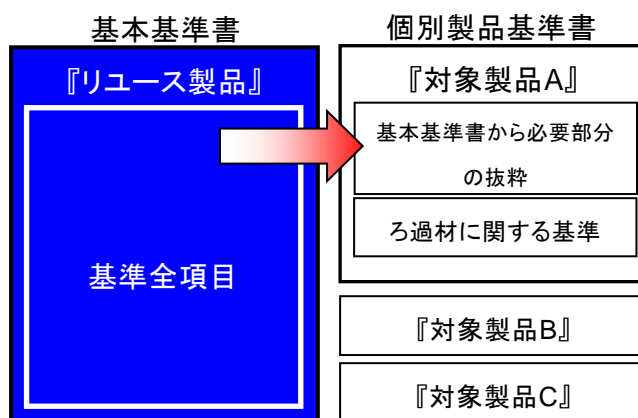 基本基準書
『リユース製品』
基準全項目
個別製品基準書
『対象製品A』
基本基準書から必要部分
の抜粋
ろ過材に関する基準
『対象製品B』
『対象製品C』